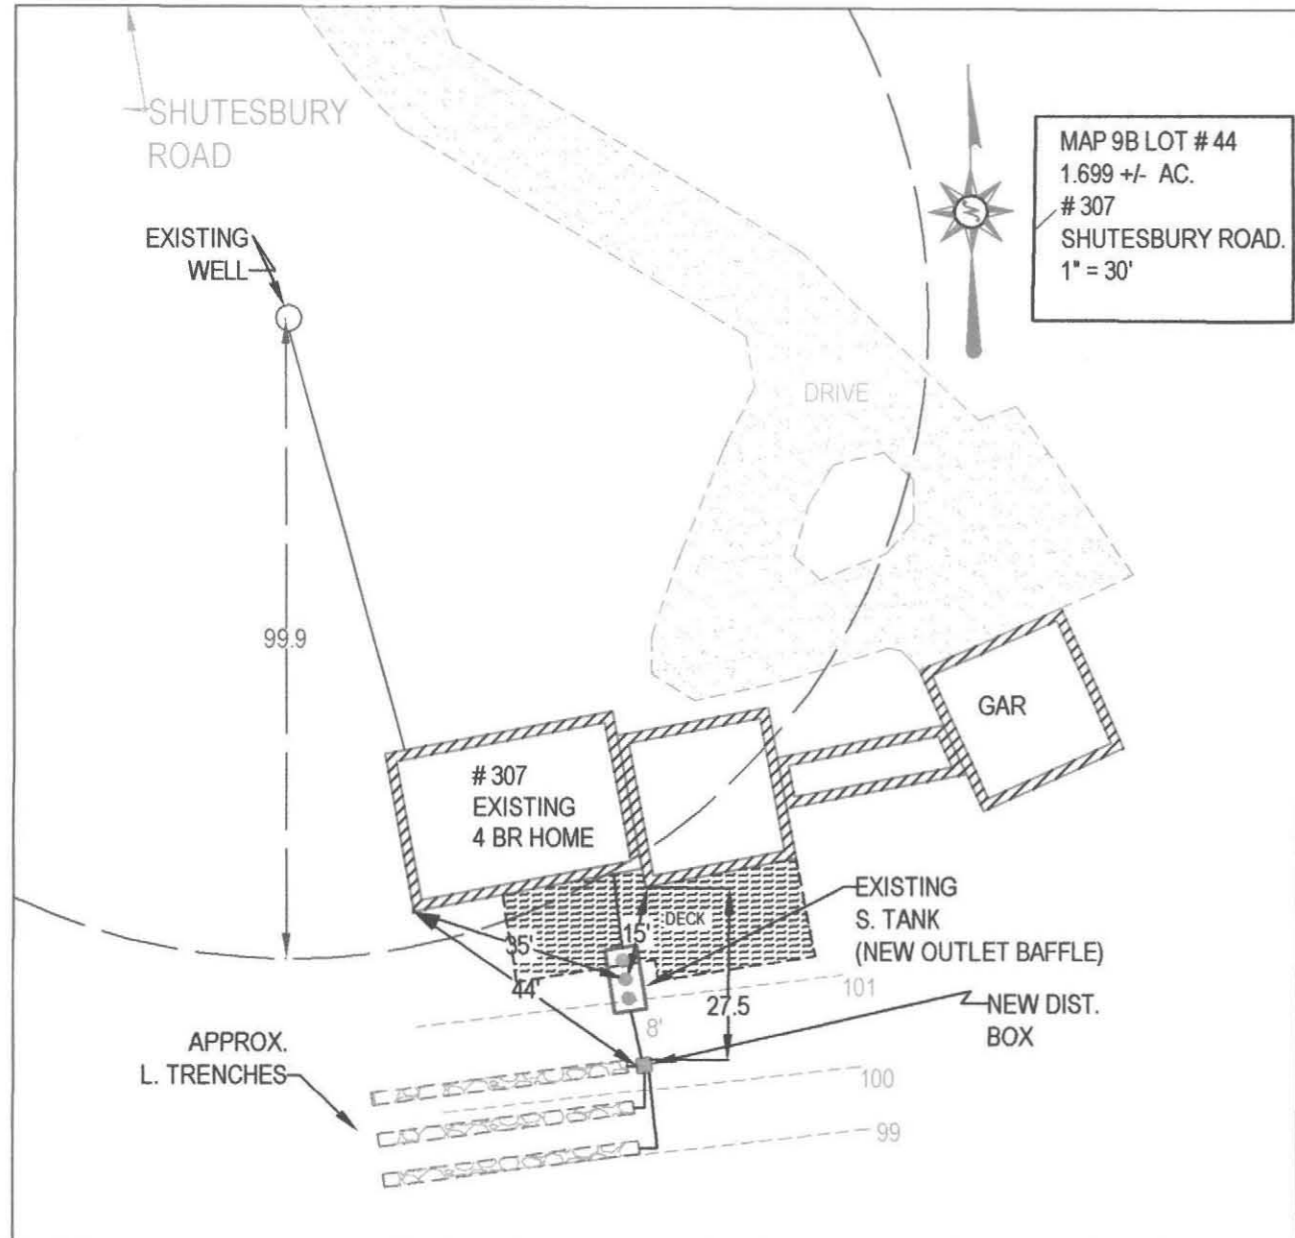 SHUTESBURY
ROAD
MAP 9B LOT # 44
1.699 +/- AC.
# 307
SHUTESBURY ROAD.
1" = 30'
EXISTING
WELL
DRIVE
99.9
GAR
# 307
EXISTING
4 BR HOME
EXISTING
S. TANK
(NEW OUTLET BAFFLE)
DECK
15'
35'
44'
27.5
101
8'
NEW DIST.
BOX
APPROX.
L. TRENCHES
100
99